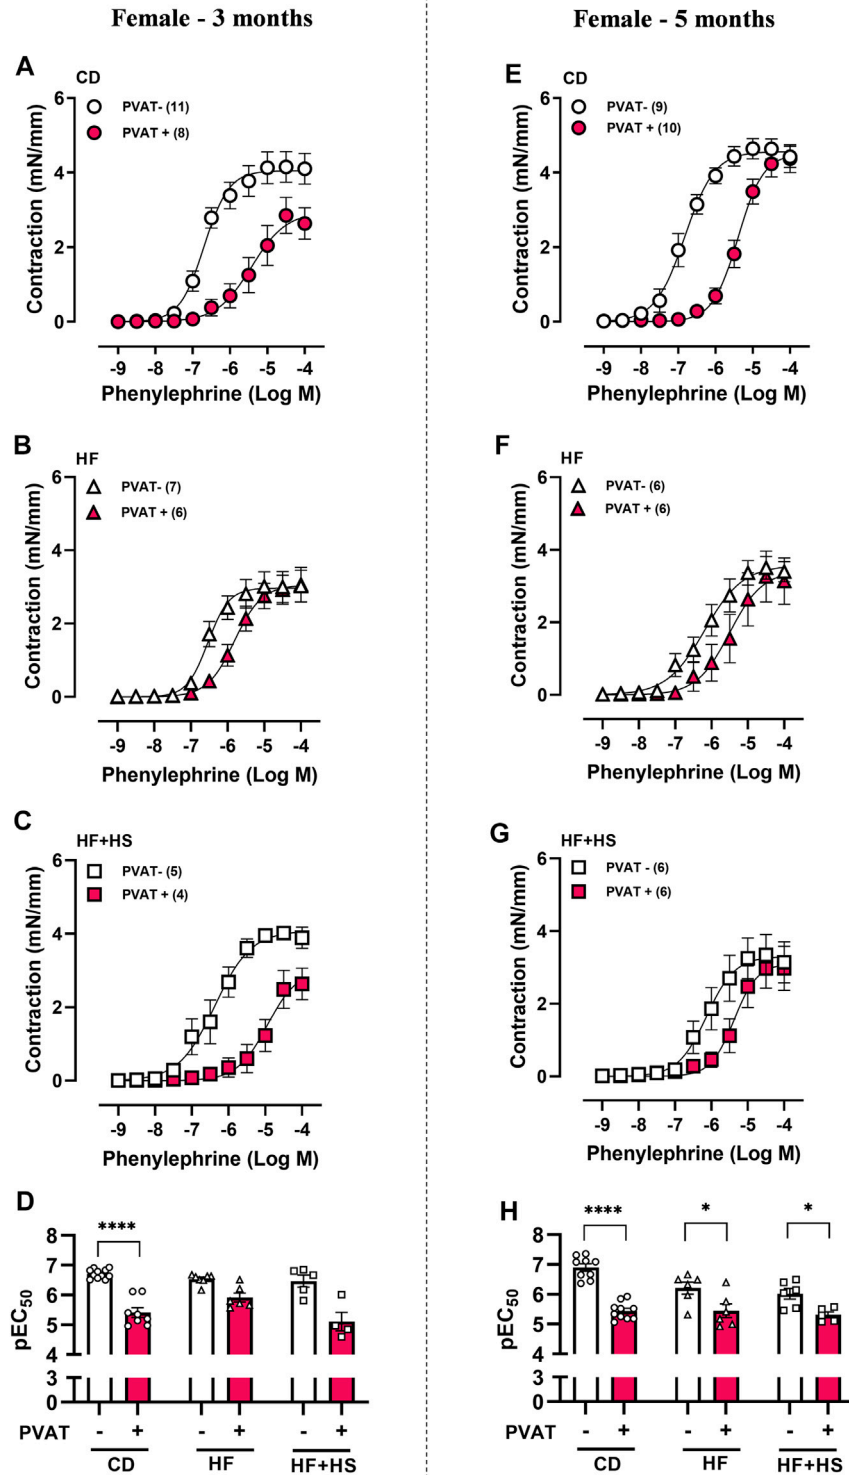 Female - 3 months
A
CD
PVAT- (11)
PVAT + (8)
6
4
2
0
Contraction (mN/mm)
-9 -8 -7 -6 -5 -4
Phenylephrine (Log M)
B
HF
PVAT- (7)
PVAT + (6)
6
4
2
0
Contraction (mN/mm)
-9 -8 -7 -6 -5 -4
Phenylephrine (Log M)
C
HF+HS
PVAT- (5)
PVAT + (4)
6
4
2
0
Contraction (mN/mm)
-9 -8 -7 -6 -5 -4
Phenylephrine (Log M)
D
****
8
7
6
5
4
3
0
pEC50
PVAT - + - + - +
CD HF HF+HS
Female - 5 months
E
CD
PVAT- (9)
PVAT + (10)
6
4
2
0
Contraction (mN/mm)
-9 -8 -7 -6 -5 -4
Phenylephrine (Log M)
F
HF
PVAT- (6)
PVAT + (6)
6
4
2
0
Contraction (mN/mm)
-9 -8 -7 -6 -5 -4
Phenylephrine (Log M)
G
HF+HS
PVAT - (6)
PVAT + (6)
6
4
2
0
Contraction (mN/mm)
-9 -8 -7 -6 -5 -4
Phenylephrine (Log M)
H
**** * *
8
7
6
5
4
3
0
pEC50
PVAT - + - + - +
CD HF HF+HS